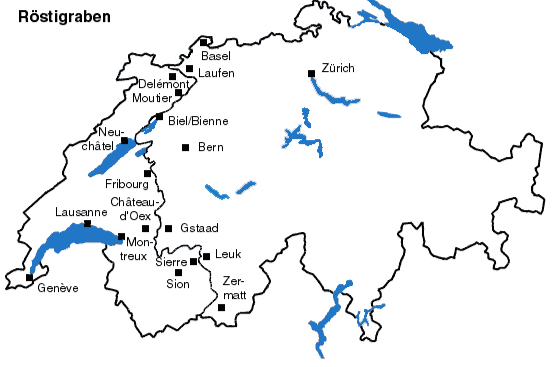 Röstigraben
Basel
Zürich
Laufen
Delémont
Moutier
Biel/Bienne
Neu-
châtel
Bern
Fribourg
Château-
d'Oex
Lausanne
Gstaad
Mon-
treux
Leuk
Sierre
Sion
Zer-
matt
Genève